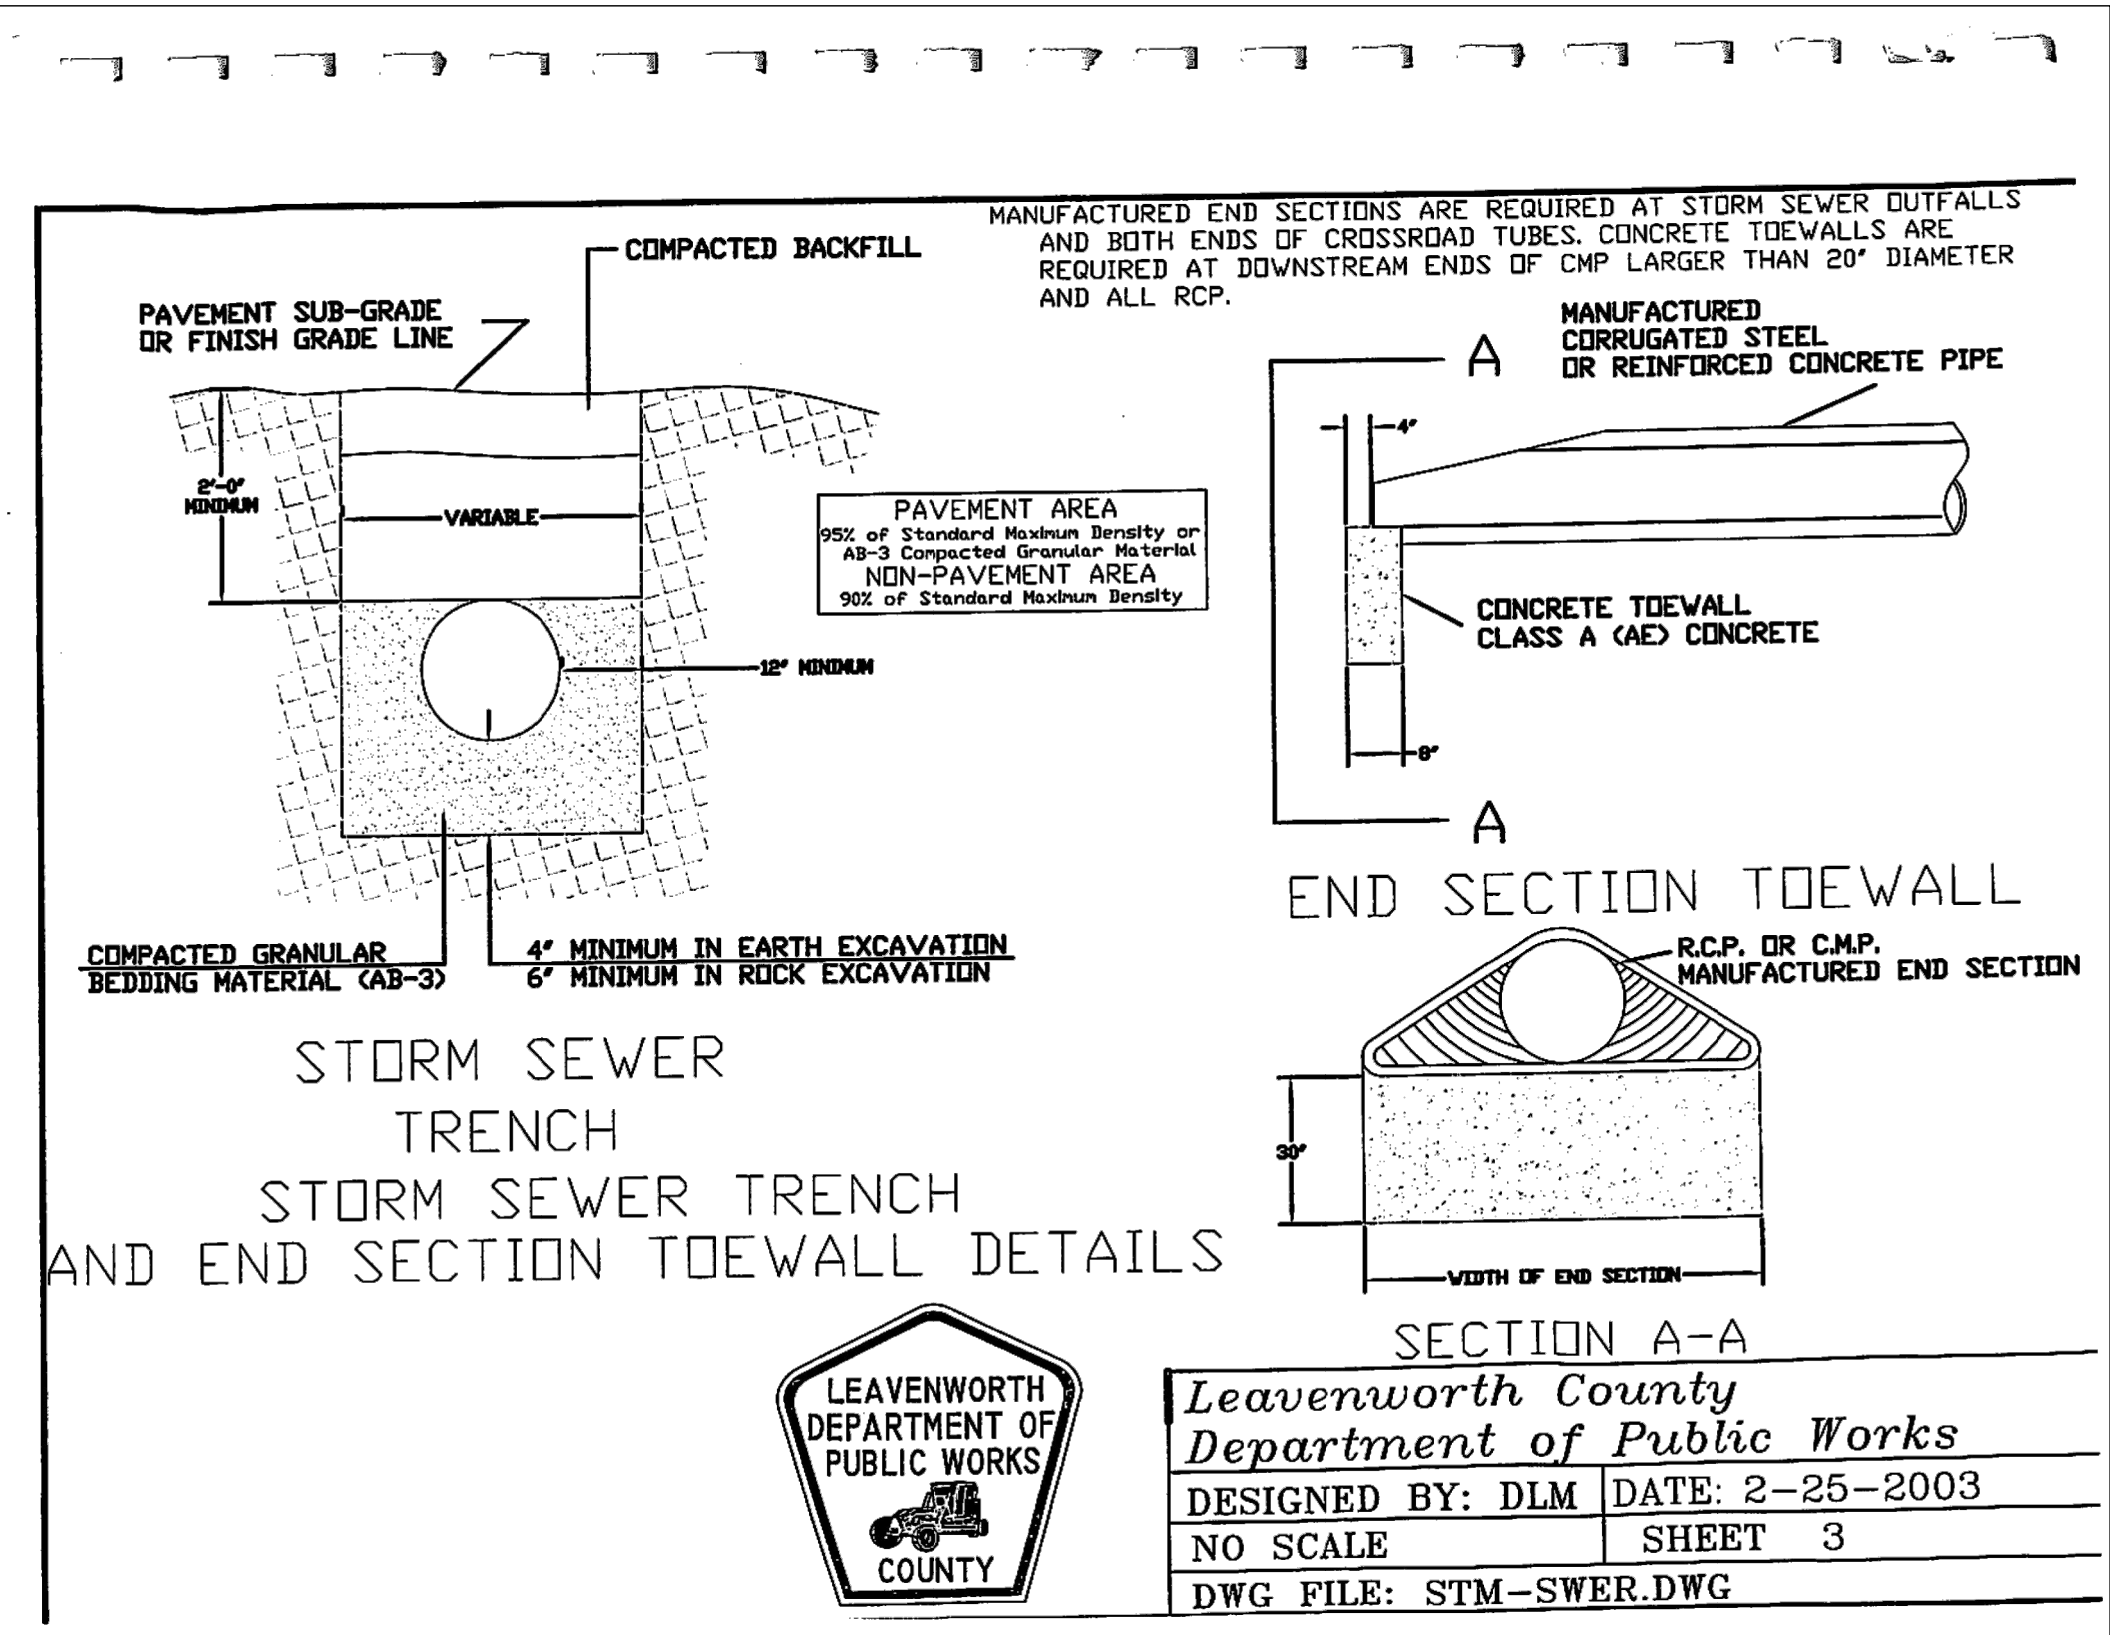 MANUFACTURED END SECTIONS ARE REQUIRED AT STORM SEWER OUTFALLS
AND BOTH ENDS OF CROSSROAD TUBES. CONCRETE TOEWALLS ARE
REQUIRED AT DOWNSTREAM ENDS OF CMP LARGER THAN 20" DIAMETER
AND ALL RCP.
COMPACTED BACKFILL
PAVEMENT SUB-GRADE
OR FINISH GRADE LINE
2'-0"
MINIMUM
VARIABLE
PAVEMENT AREA
95% of Standard Maximum Density or
AB-3 Compacted Granular Material
NON-PAVEMENT AREA
90% of Standard Maximum Density
12" MINIMUM
COMPACTED GRANULAR
BEDDING MATERIAL (AB-3)
4" MINIMUM IN EARTH EXCAVATION
6" MINIMUM IN ROCK EXCAVATION
STORM SEWER
TRENCH
MANUFACTURED
CORRUGATED STEEL
OR REINFORCED CONCRETE PIPE
A
4"
CONCRETE TOEWALL
CLASS A (AE) CONCRETE
8"
A
END SECTION TOEWALL
R.C.P. OR C.M.P.
MANUFACTURED END SECTION
30"
WIDTH OF END SECTION
SECTION A-A
STORM SEWER TRENCH
AND END SECTION TOEWALL DETAILS
LEAVENWORTH
DEPARTMENT OF
PUBLIC WORKS
COUNTY
Leavenworth County
Department of Public Works
DESIGNED BY: DLM
DATE: 2-25-2003
NO SCALE
SHEET 3
DWG FILE: STM-SWER.DWG